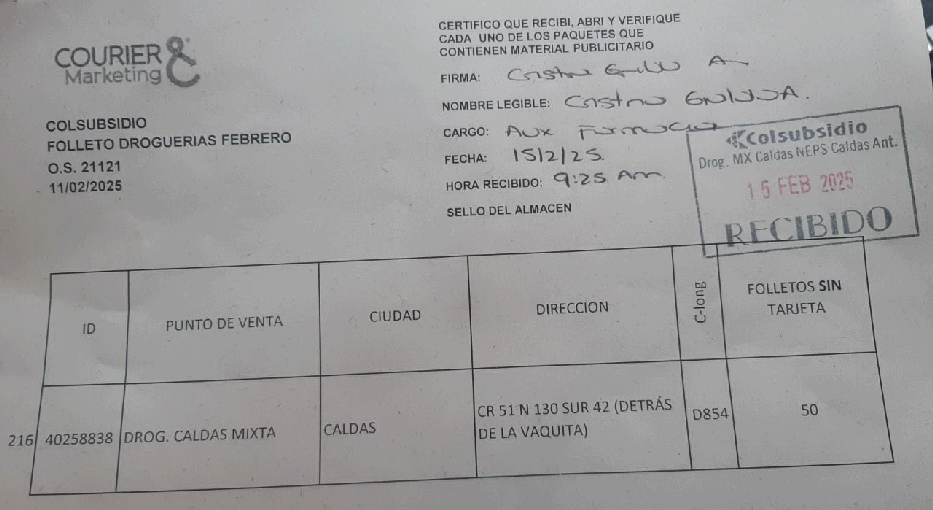 COURIER &
Marketing
COLSUBSIDIO
FOLLETO DROGUERIAS FEBRERO
O.S. 21121
11/02/2025
CERTIFICO QUE RECIBI, ABRI Y VERIFIQUE
CADA UNO DE LOS PAQUETES QUE
CONTIENEN MATERIAL PUBLICITARIO
FIRMA:
NOMBRE LEGIBLE:
CARGO: Aux
FECHA: 15/2/25.
HORA RECIBIDO: 9:25 Am.
SELLO DEL ALMACEN
Colsubsidio
Drog. MX Caldas NEPS Caldas Ant.
15 FEB 2025
RECIBIDO
ID PUNTO DE VENTA CIUDAD DIRECCION C-longB FOLLETOS SIN
TARJETA
216 40258838 DROG. CALDAS MIXTA CALDAS CR 51 N 130 SUR 42 (DETRÁS
DE LA VAQUITA) D854 50